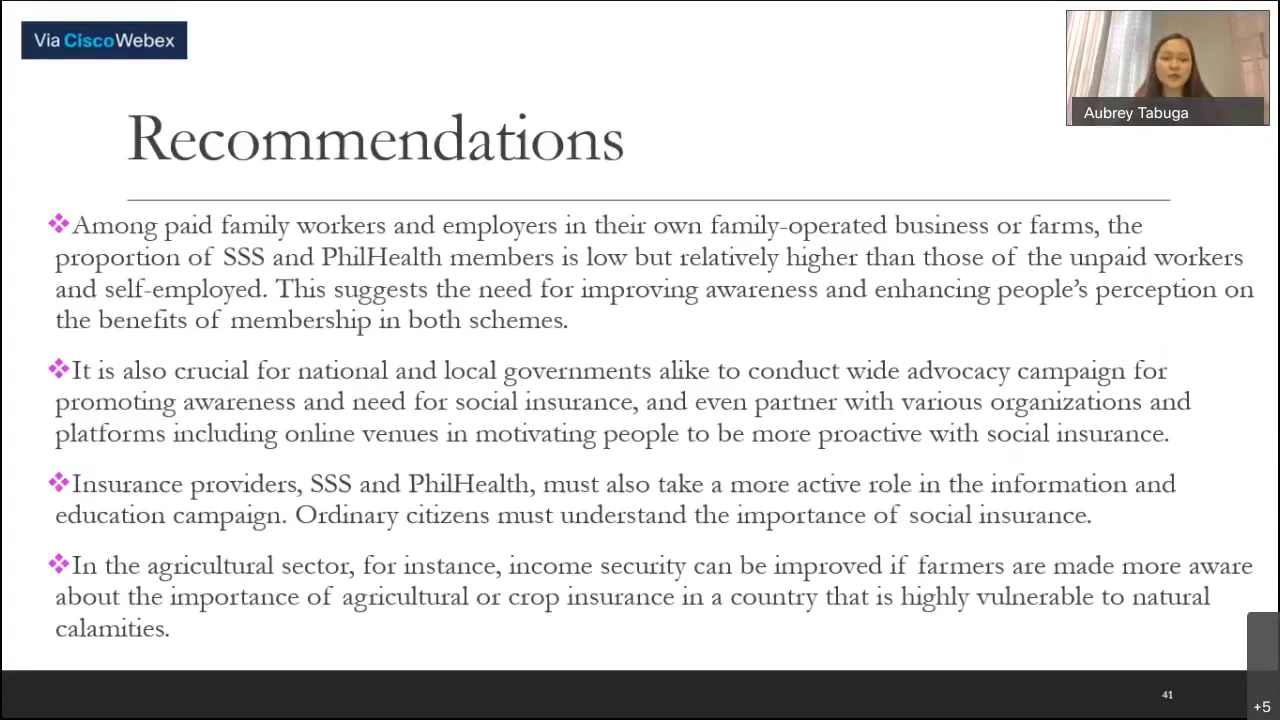 Via CiscoWebex
Aubrey Tabuga
Recommendations
❖Among paid family workers and employers in their own family-operated business or farms, the
proportion of SSS and PhilHealth members is low but relatively higher than those of the unpaid workers
and self-employed. This suggests the need for improving awareness and enhancing people's perception on
the benefits of membership in both schemes.
❖It is also crucial for national and local governments alike to conduct wide advocacy campaign for
promoting awareness and need for social insurance, and even partner with various organizations and
platforms including online venues in motivating people to be more proactive with social insurance.
❖Insurance providers, SSS and PhilHealth, must also take a more active role in the information and
education campaign. Ordinary citizens must understand the importance of social insurance.
❖In the agricultural sector, for instance, income security can be improved if farmers are made more aware
about the importance of agricultural or crop insurance in a country that is highly vulnerable to natural
calamities.
41
+5